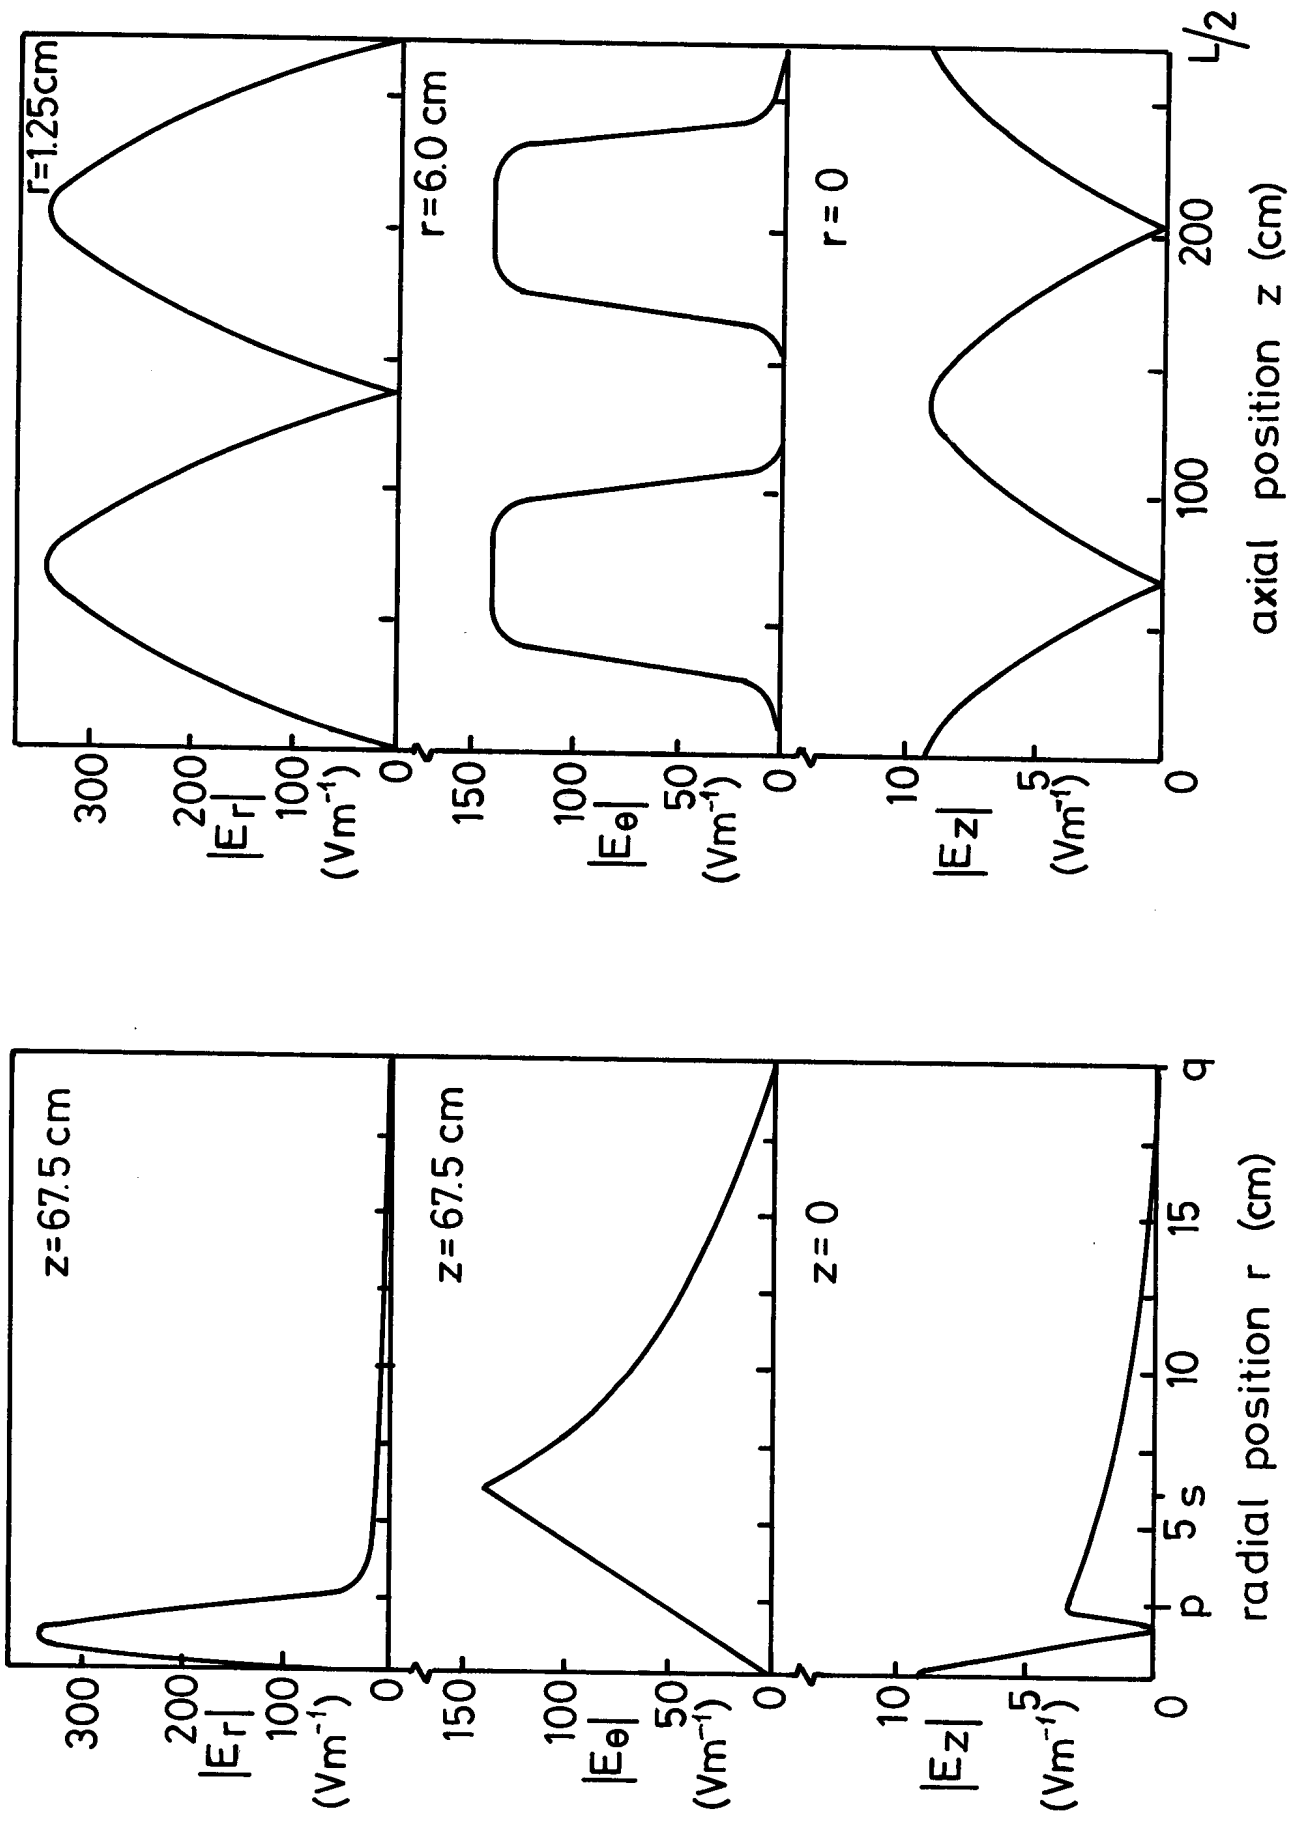 300
200
100
0
|Er|
(Vm⁻¹)
z=67.5 cm
150
100
50
0
|Eθ|
(Vm⁻¹)
z=67.5 cm
10
5
0
|Ez|
(Vm⁻¹)
z=0
p
5
s
10
15
q
radial position r (cm)
300
200
100
0
|Er|
(Vm⁻¹)
r=1.25cm
150
100
50
0
|Eθ|
(Vm⁻¹)
r=6.0 cm
10
5
0
|Ez|
(Vm⁻¹)
r=0
100
200
L/2
axial position z (cm)